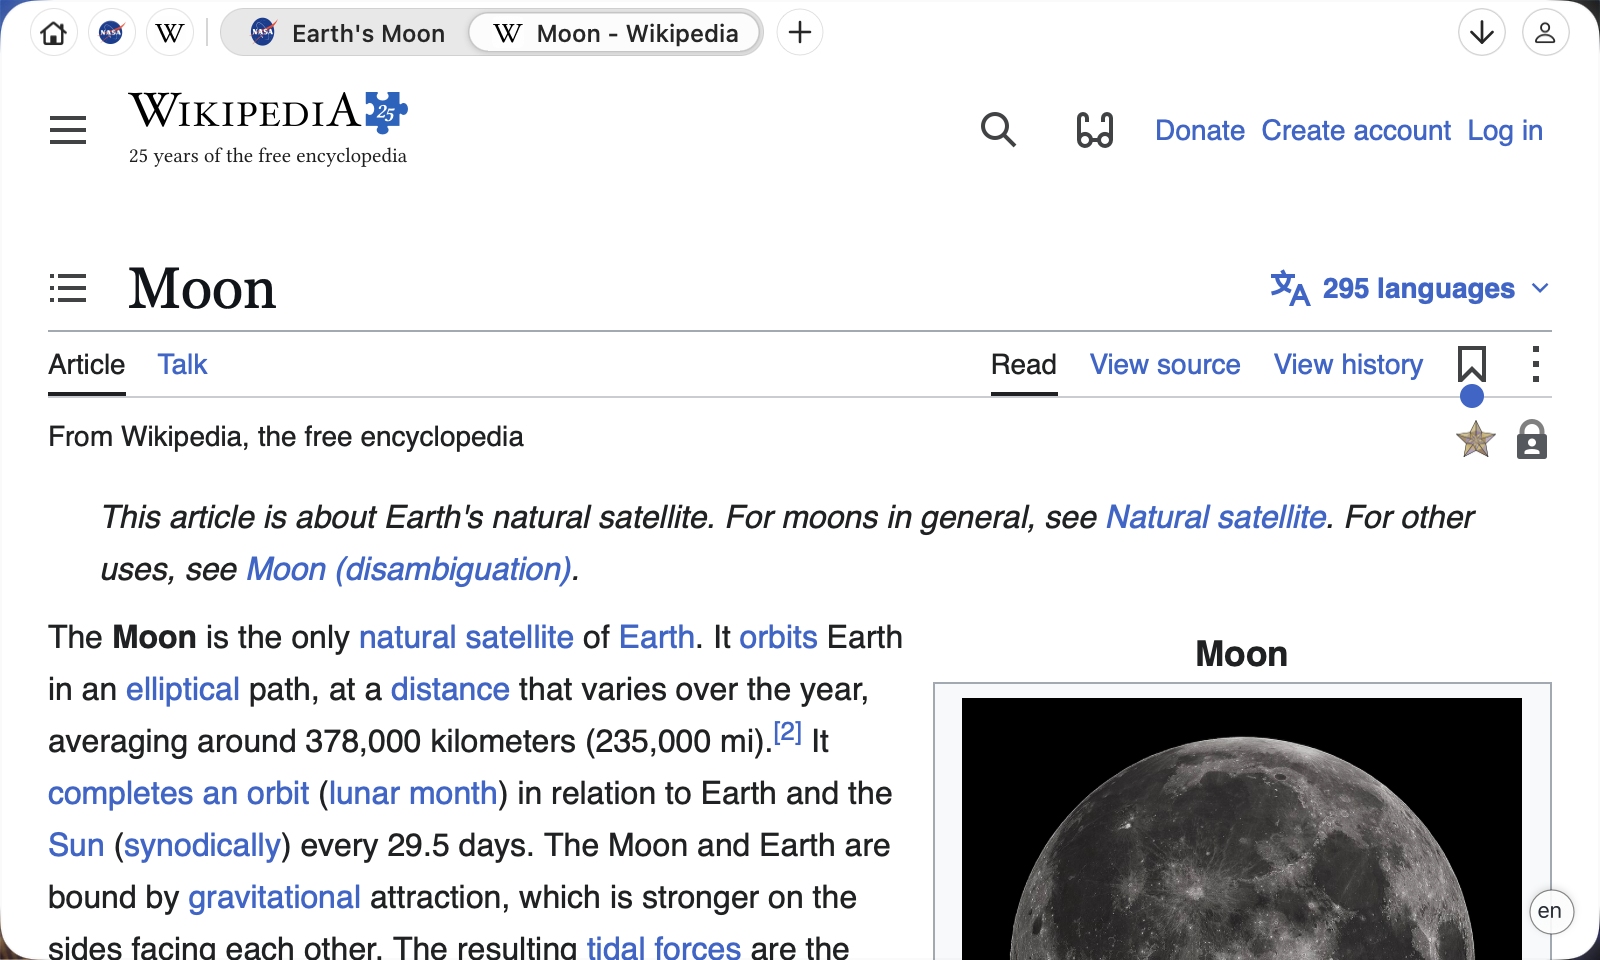 NASA W NASA Earth's Moon W Moon - Wikipedia
WIKIPEDIA 25
25 years of the free encyclopedia
Donate Create account Log in
Moon
文A 295 languages
Article Talk Read View source View history
From Wikipedia, the free encyclopedia
This article is about Earth's natural satellite. For moons in general, see Natural satellite. For other
uses, see Moon (disambiguation).
The Moon is the only natural satellite of Earth. It orbits Earth
in an elliptical path, at a distance that varies over the year,
averaging around 378,000 kilometers (235,000 mi).[2] It
completes an orbit (lunar month) in relation to Earth and the
Sun (synodically) every 29.5 days. The Moon and Earth are
bound by gravitational attraction, which is stronger on the
sides facing each other. The resulting tidal forces are the
Moon
en